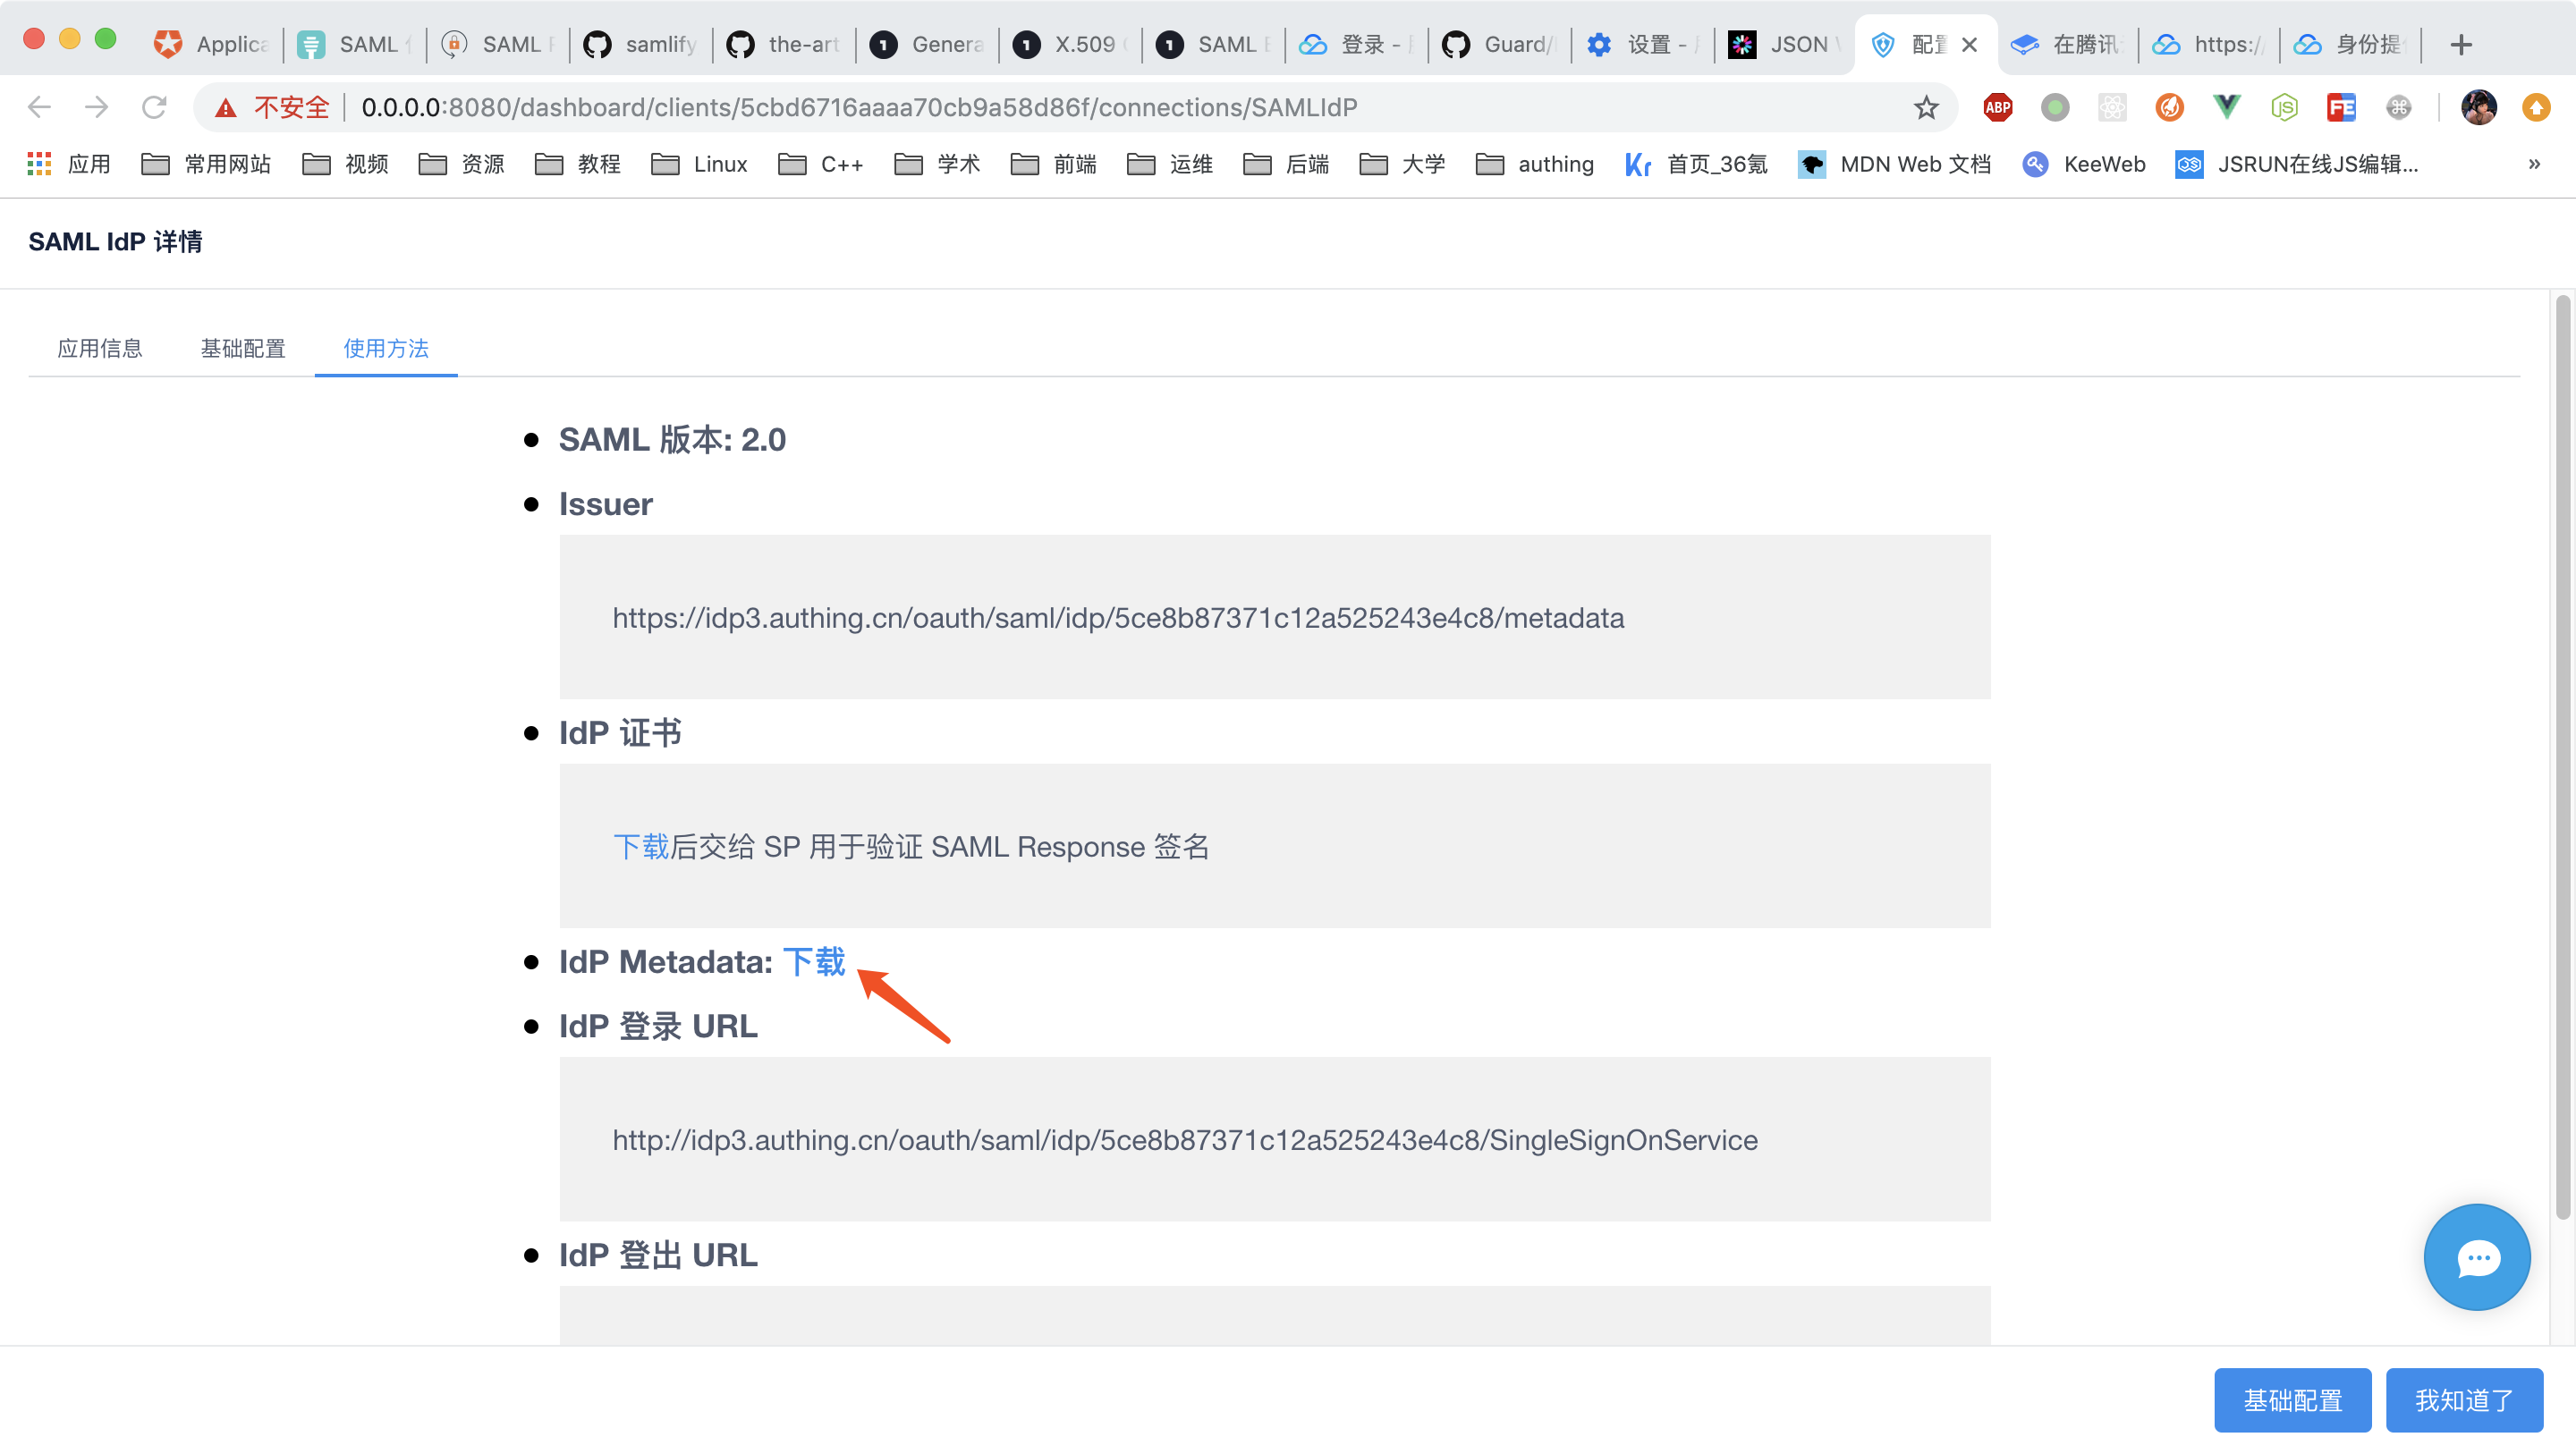 Applica
SAML
SAML
samlify
the-art
Genera
X.509
SAML
登录 -
Guard/
设置 -
JSON
配置
在腾讯
https:/
身份提
不安全
0.0.0.0:8080/dashboard/clients/5cbd6716aaaa70cb9a58d86f/connections/SAMLIdP
ABP
JS
FE
应用
常用网站
视频
资源
教程
Linux
C++
学术
前端
运维
后端
大学
authing
Kr 首页_36氪
MDN Web 文档
KeeWeb
JSRUN在线JS编辑...
»
SAML IdP 详情
应用信息
基础配置
使用方法
SAML 版本: 2.0
Issuer
https://idp3.authing.cn/oauth/saml/idp/5ce8b87371c12a525243e4c8/metadata
IdP 证书
下载后交给 SP 用于验证 SAML Response 签名
IdP Metadata: 下载
IdP 登录 URL
http://idp3.authing.cn/oauth/saml/idp/5ce8b87371c12a525243e4c8/SingleSignOnService
IdP 登出 URL
基础配置
我知道了